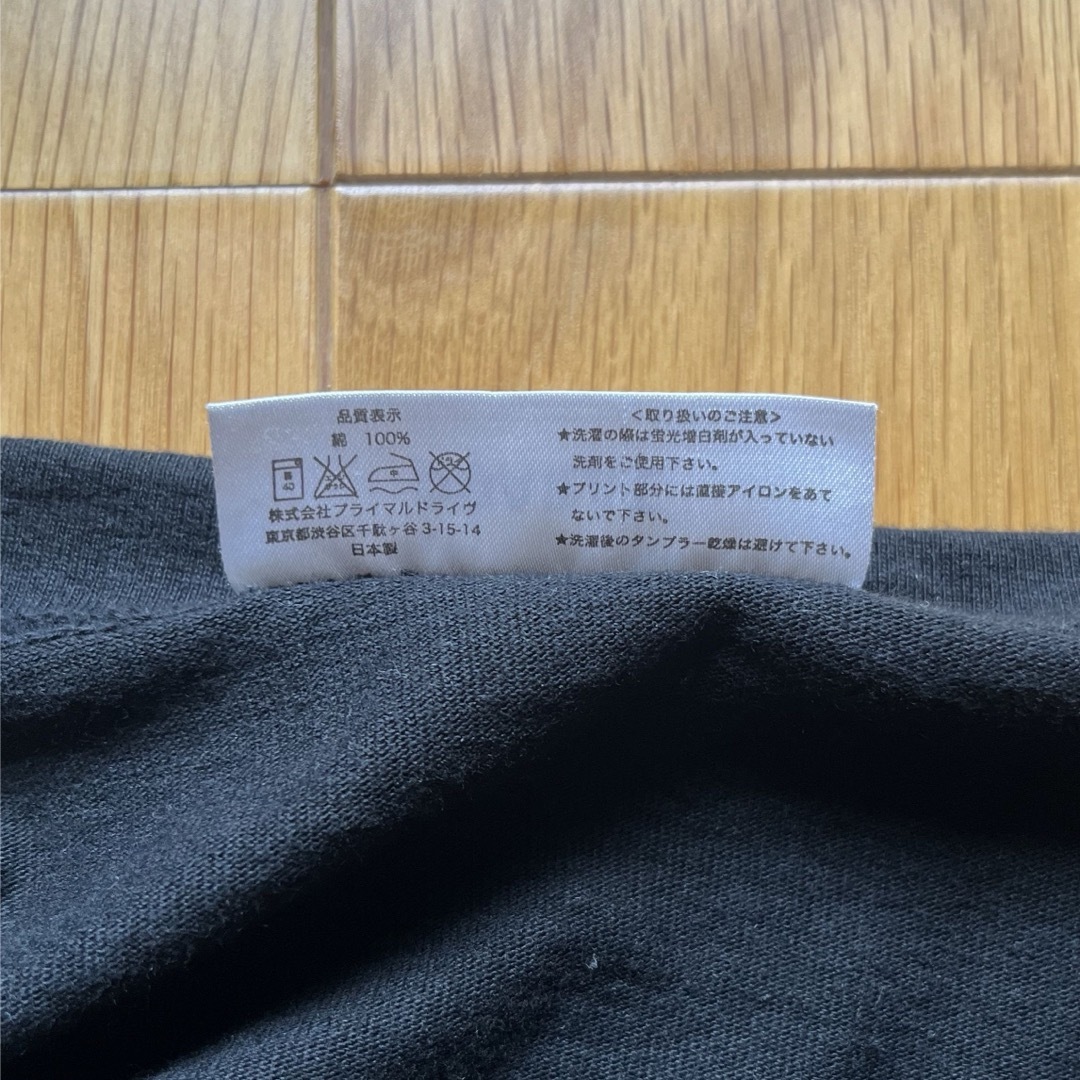 品質表示
綿 100%
40
株式会社プライマルドライヴ
東京都渋谷区千駄ヶ谷3-15-14
日本製
<取り扱いのご注意>
★洗濯の際は蛍光増白剤が入っていない
洗剤をご使用下さい。
★プリント部分には直接アイロンをあて
ないで下さい。
★洗濯後のタンブラー乾燥は避けて下さい。